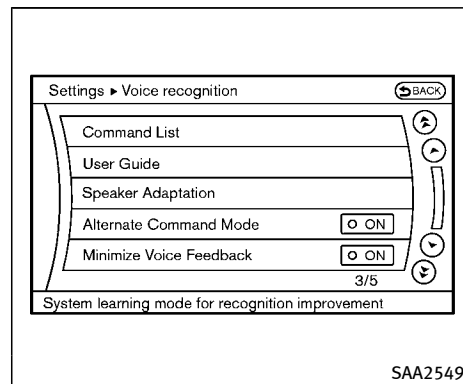 Settings ▸ Voice recognition
BACK
Command List
User Guide
Speaker Adaptation
Alternate Command Mode
ON
Minimize Voice Feedback
ON
3/5
System learning mode for recognition improvement
SAA2549